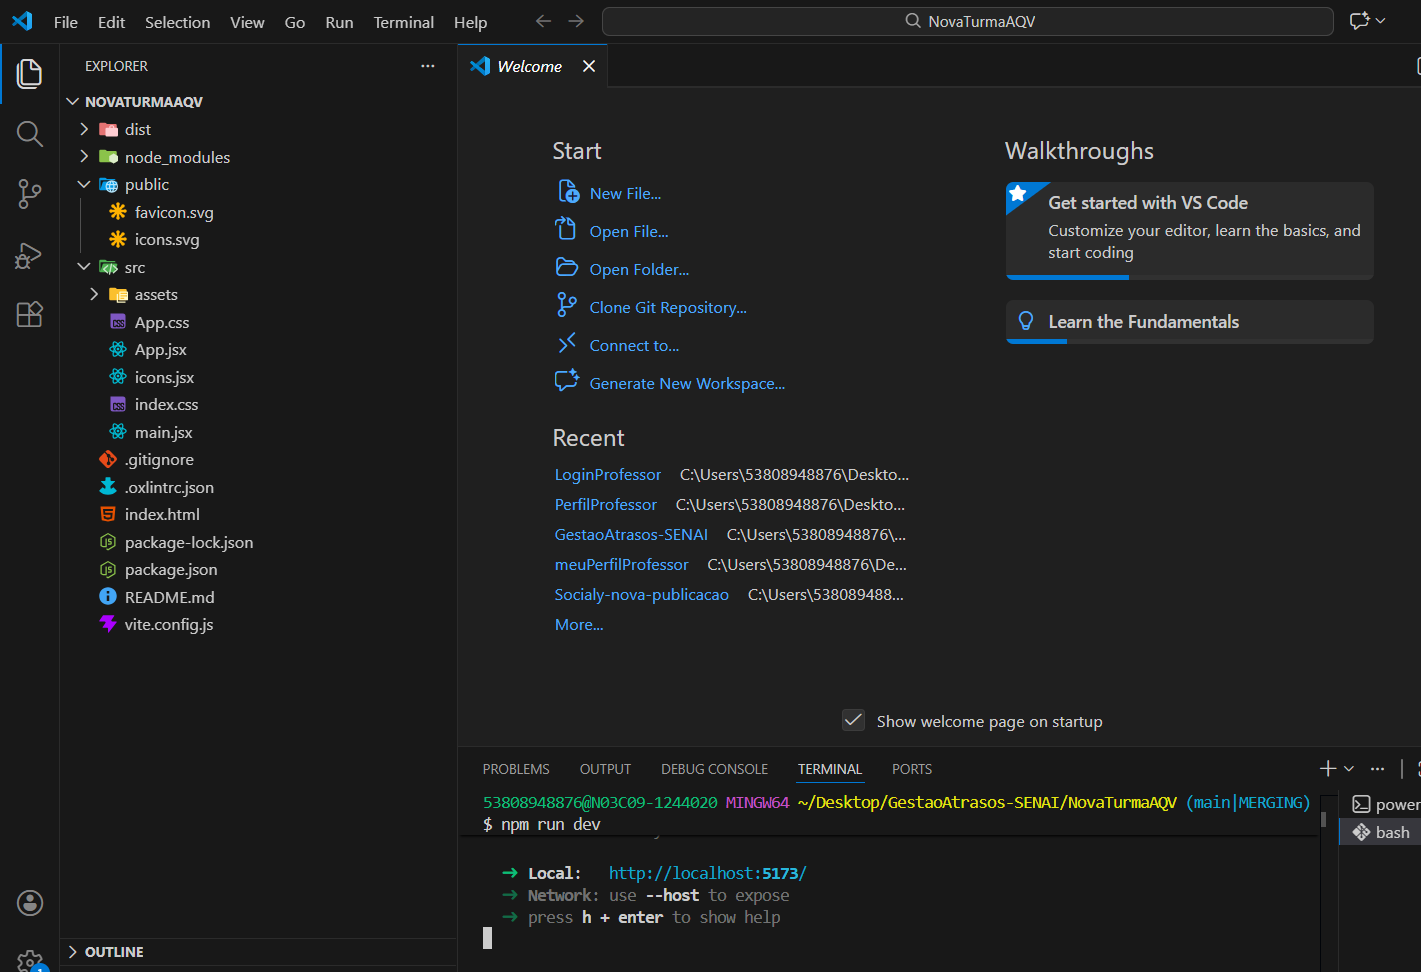 File Edit Selection View Go Run Terminal Help
NovaTurmaAQV
EXPLORER
NOVATURMAAQV
dist
node_modules
public
favicon.svg
icons.svg
src
assets
App.css
App.jsx
icons.jsx
index.css
main.jsx
.gitignore
.oxlintrc.json
index.html
package-lock.json
package.json
README.md
vite.config.js
OUTLINE
Welcome
Start
New File...
Open File...
Open Folder...
Clone Git Repository...
Connect to...
Generate New Workspace...
Recent
LoginProfessor C:\Users\53808948876\Deskto...
PerfilProfessor C:\Users\53808948876\Deskto...
GestaoAtrasos-SENAI C:\Users\53808948876\...
meuPerfilProfessor C:\Users\53808948876\De...
Socialy-nova-publicacao C:\Users\538089488...
More...
Walkthroughs
Get started with VS Code
Customize your editor, learn the basics, and
start coding
Learn the Fundamentals
Show welcome page on startup
PROBLEMS OUTPUT DEBUG CONSOLE TERMINAL PORTS
53808948876@N03C09-1244020 MINGW64 ~/Desktop/GestaoAtrasos-SENAI/NovaTurmaAQV (main|MERGING)
$ npm run dev
➜ Local: http://localhost:5173/
➜ Network: use --host to expose
➜ press h + enter to show help
power
bash